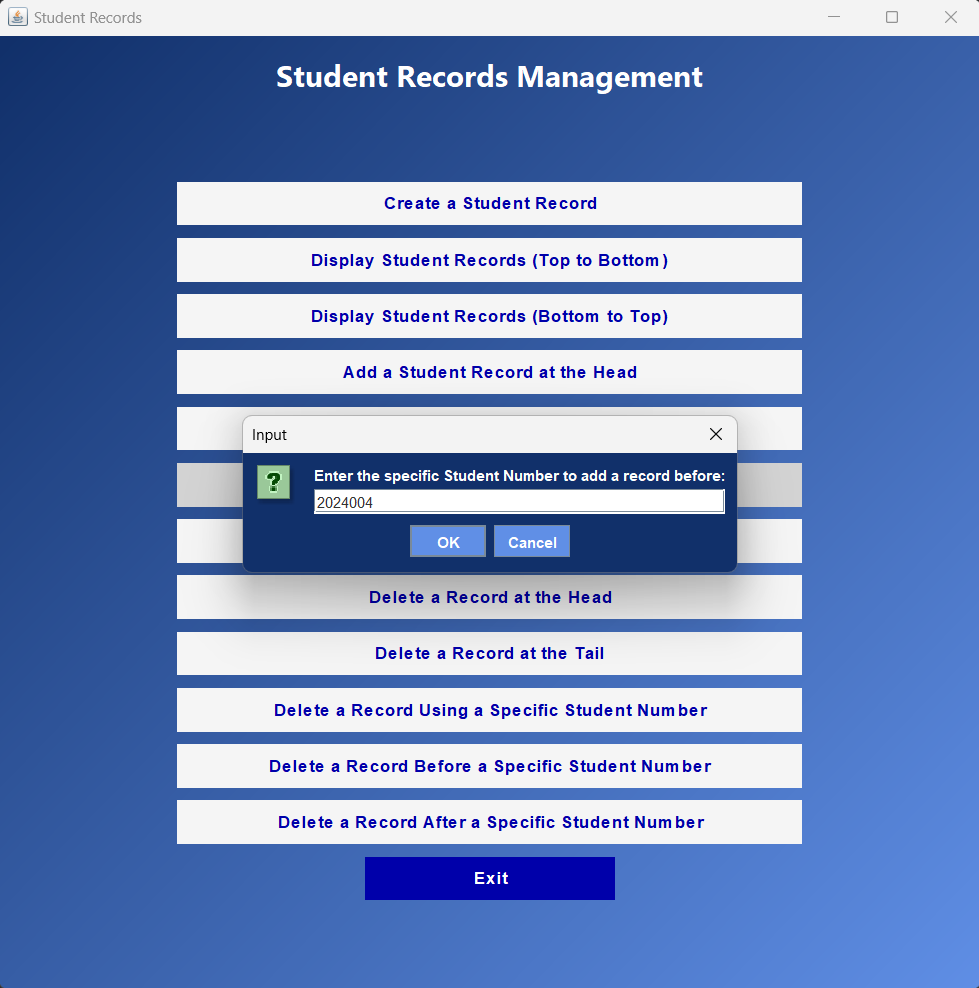 Student Records
Student Records Management
Create a Student Record
Display Student Records (Top to Bottom)
Display Student Records (Bottom to Top)
Add a Student Record at the Head
Input
?
Enter the specific Student Number to add a record before:
2024004
OK
Cancel
Delete a Record at the Head
Delete a Record at the Tail
Delete a Record Using a Specific Student Number
Delete a Record Before a Specific Student Number
Delete a Record After a Specific Student Number
Exit